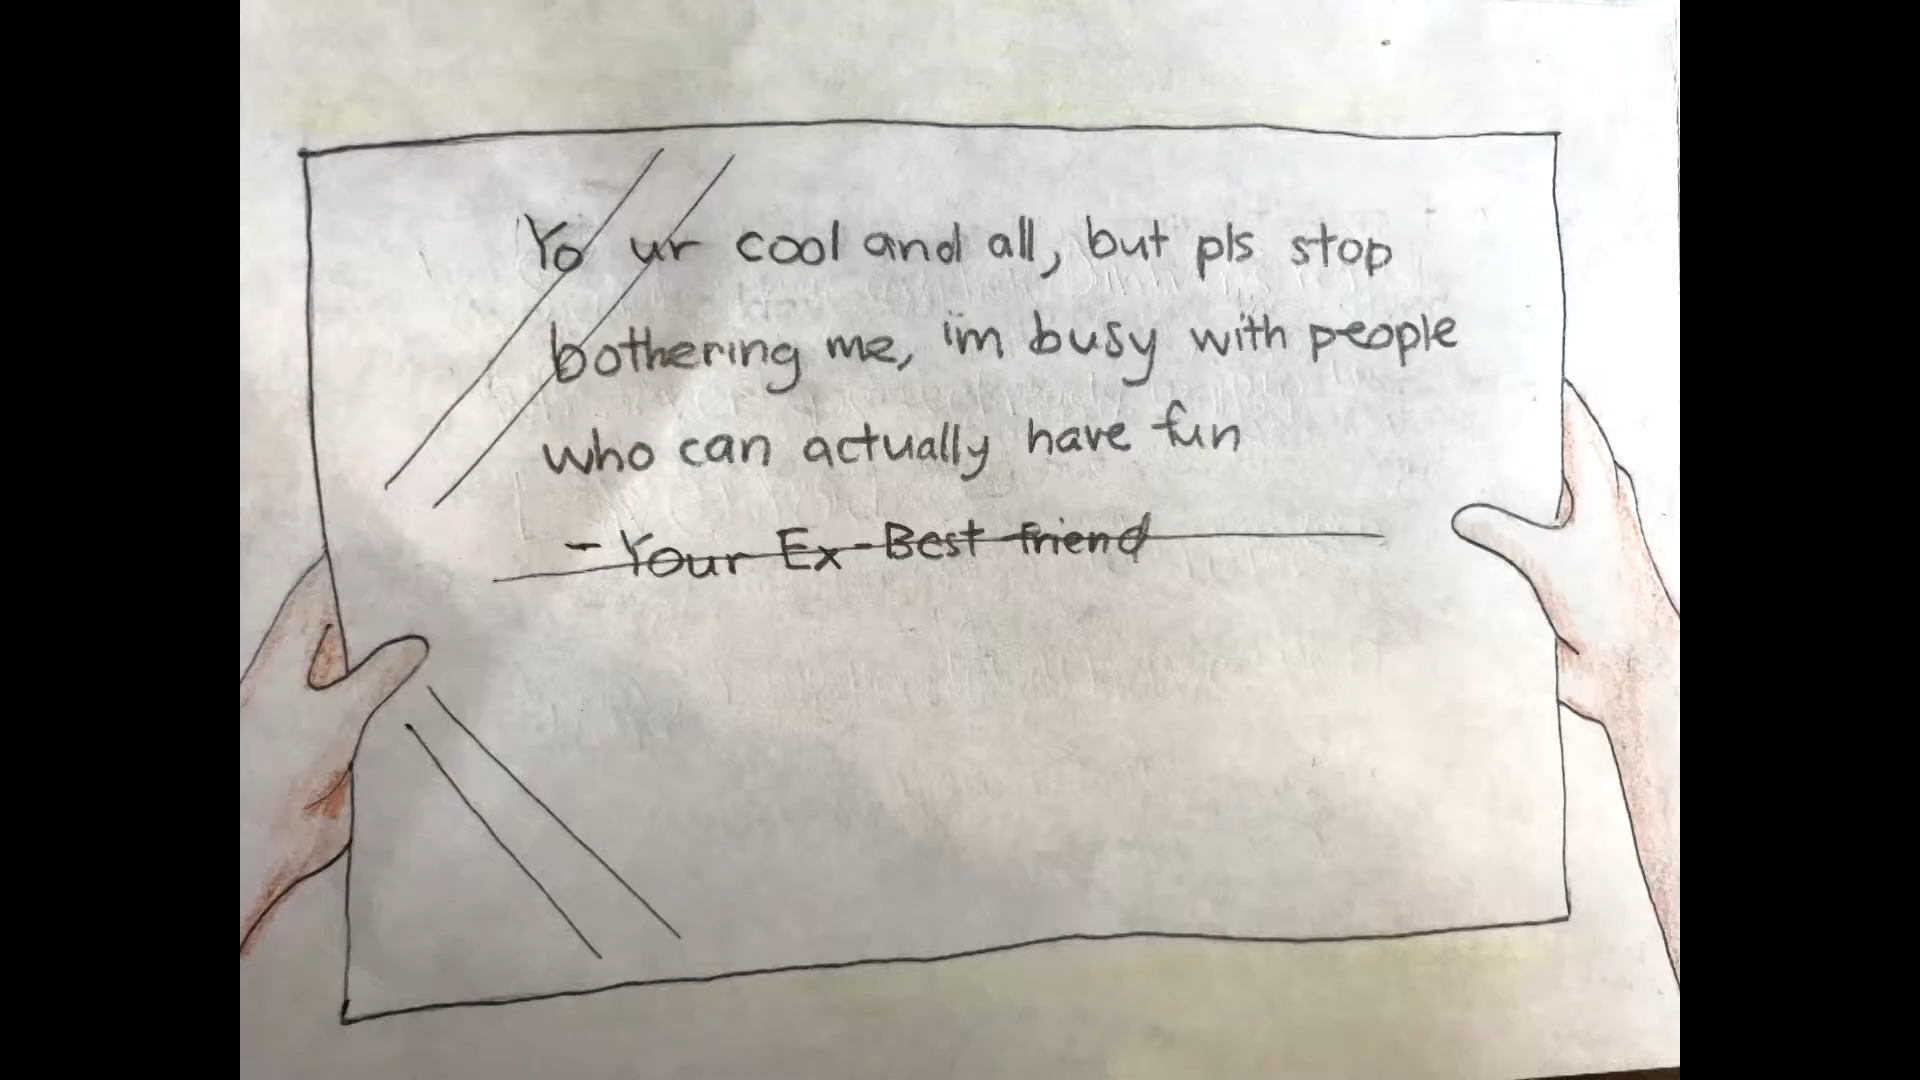 Yo ur cool and all, but pls stop
bothering me, im busy with people
who can actually have fun
- Your Ex-Best friend